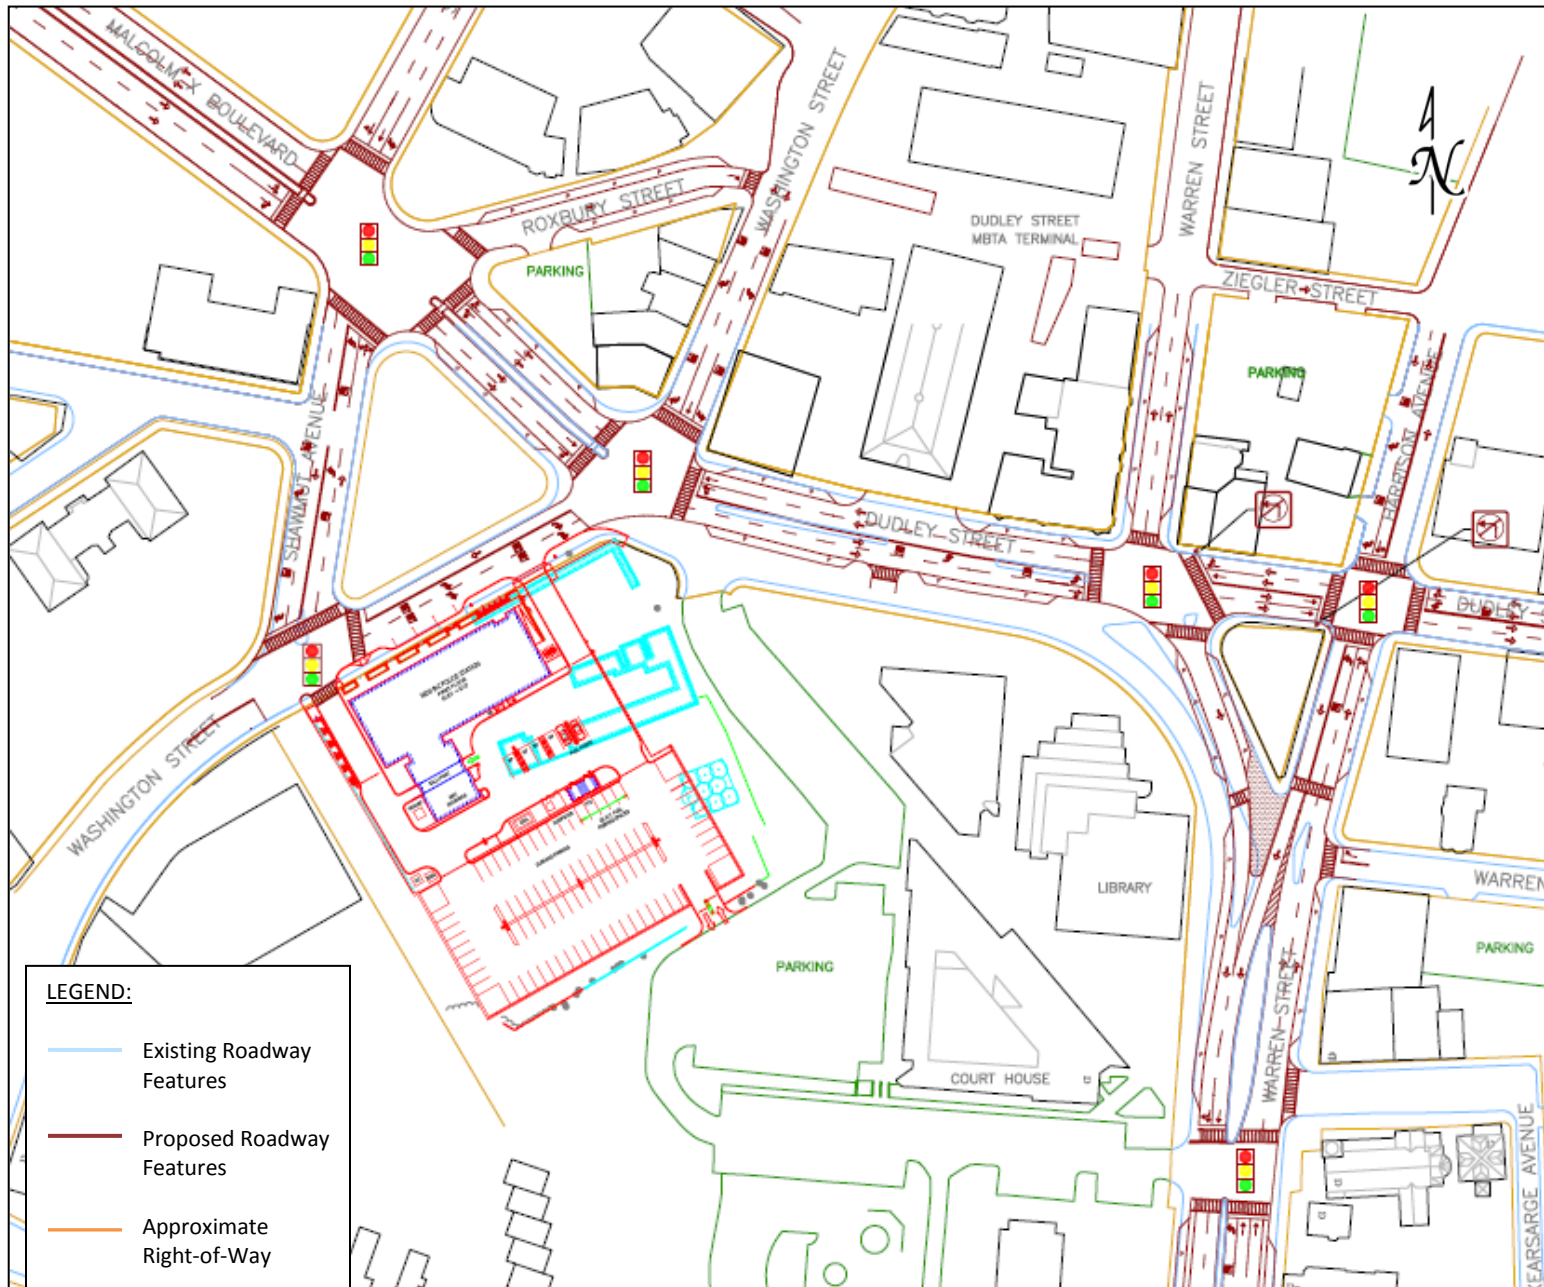 MALCOLM X BOULEVARD
WASHINGTON STREET
WARREN STREET
N
ROXBURY STREET
DUDLEY STREET
MBTA TERMINAL
PARKING
ZIEGLER STREET
PARKING
SHAWMUT AVENUE
HARRISON AVENUE
DUDLEY STREET
DUDLEY
WASHINGTON STREET
LIBRARY
WARREN
PARKING
PARKING
WARREN STREET
COURT HOUSE
KEARSARGE AVENUE
LEGEND:
Existing Roadway
Features
Proposed Roadway
Features
Approximate
Right-of-Way